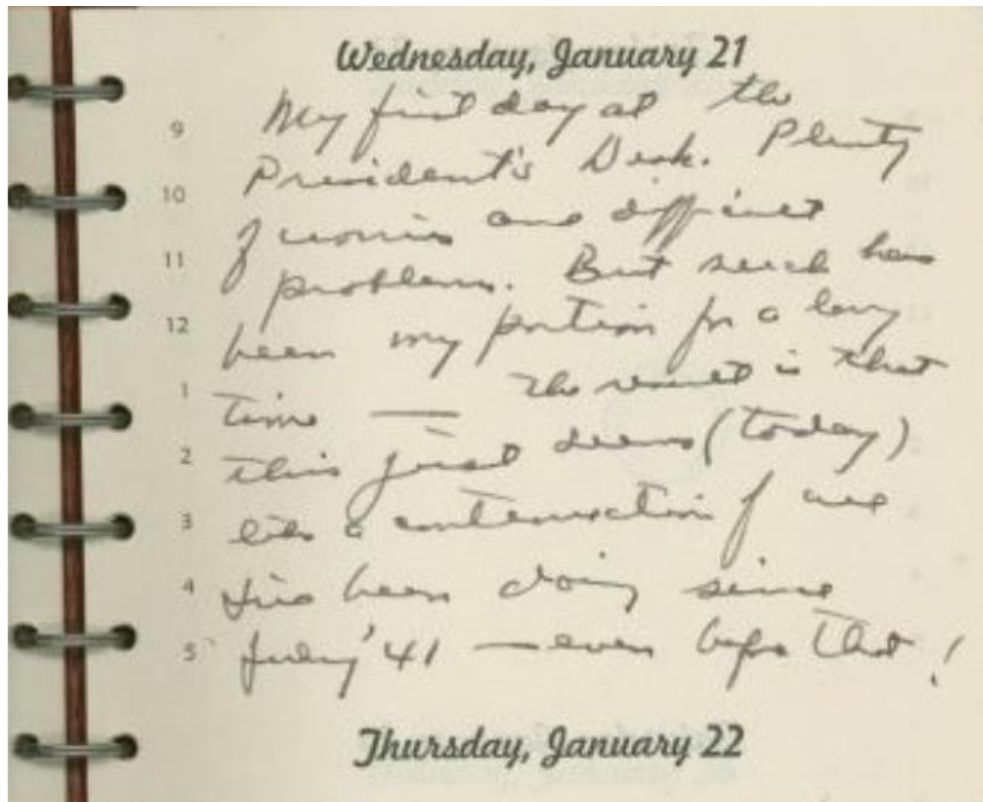 Wednesday, January 21
9 My first day at the
President's Desk. Plenty
10 of worries and difficult
11 problems. But such has
12 been my portion for a long
1 time — the result is that
2 this just seems (today)
3 like a continuation of all
4 I've been doing since
5 July '41 — even before that!
Thursday, January 22